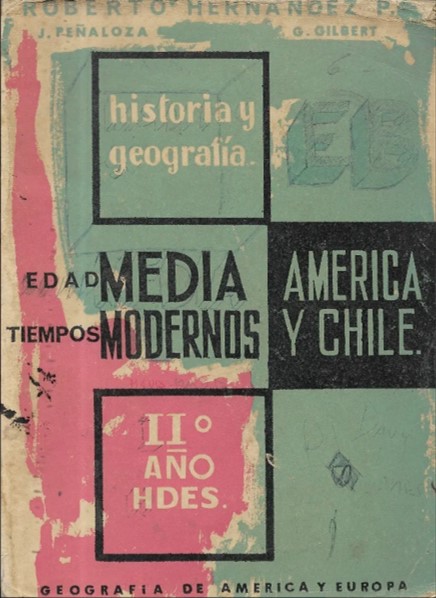 ROBERTO HERNANDEZ P.
J. PEÑALOZA G. GILBERT
historia y
geografía.
EDAD MEDIA
TIEMPOS MODERNOS
AMERICA
Y CHILE.
II°
AÑO
HDES.
GEOGRAFIA DE AMERICA Y EUROPA